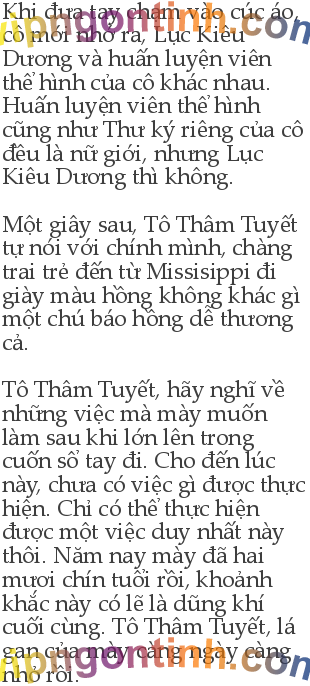 Khi đưa tay chạm vào cúc áo,
cô mới nhớ ra, Lục Kiêu
Dương và huấn luyện viên
thể hình của cô khác nhau.
Huấn luyện viên thể hình
cũng như Thư ký riêng của cô
đều là nữ giới, nhưng Lục
Kiêu Dương thì không.
Một giây sau, Tô Thâm Tuyết
tự nói với chính mình, chàng
trai trẻ đến từ Missisippi đi
giày màu hồng không khác gì
một chú báo hồng dễ thương
cả.
Tô Thâm Tuyết, hãy nghĩ về
những việc mà mày muốn
làm sau khi lớn lên trong
cuốn sổ tay đi. Cho đến lúc
này, chưa có việc gì được thực
hiện. Chỉ có thể thực hiện
được một việc duy nhất này
thôi. Năm nay mày đã hai
mươi chín tuổi rồi, khoảnh
khắc này có lẽ là dũng khí
cuối cùng. Tô Thâm Tuyết, lá
gan của mày càng ngày càng
nhỏ rồi.
vipngontinh.com
vipngontinh.com